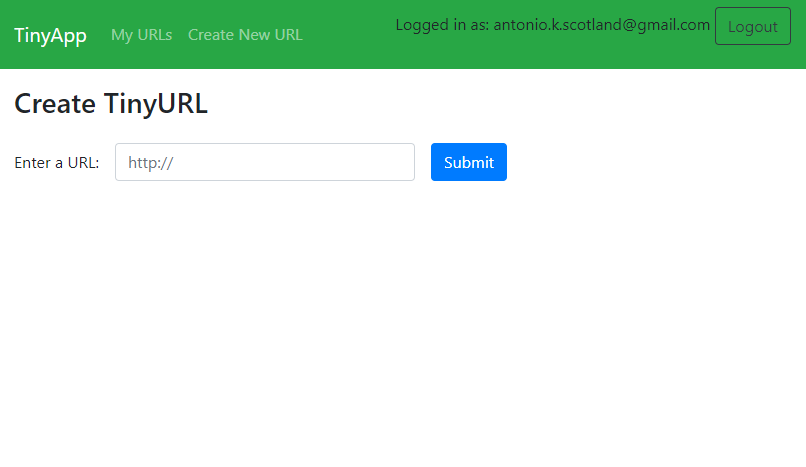 TinyApp My URLs Create New URL Logged in as: antonio.k.scotland@gmail.com Logout
Create TinyURL
Enter a URL: http:// Submit